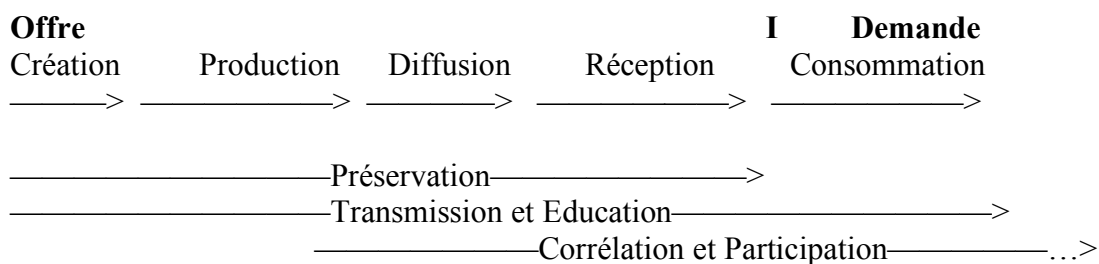 Offre I Demande
Création Production Diffusion Réception Consommation
———> ——————> ————> ——————> ——————>
——————————Préservation————————>
——————————Transmission et Education——————————>
———————Corrélation et Participation—————…>